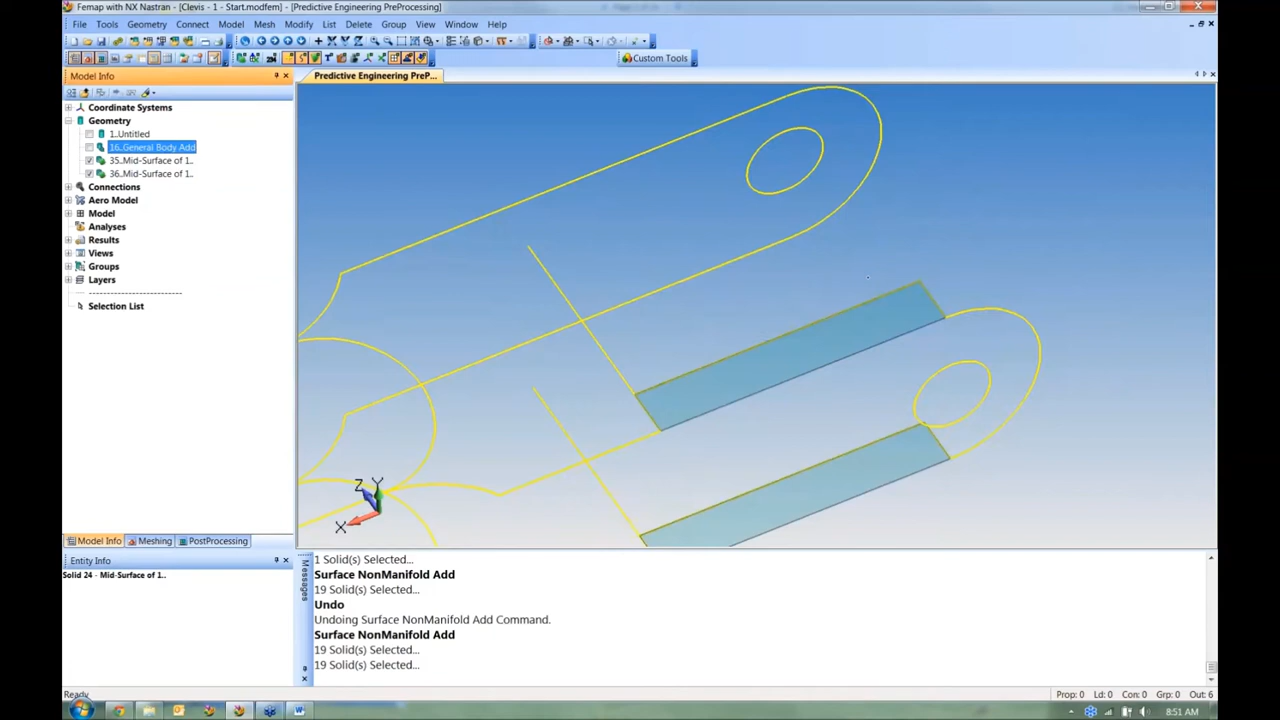 Femap with NX Nastran - [Clevis - 1 - Start.modfem] - [Predictive Engineering PreProcessing]
File Tools Geometry Connect Model Mesh Modify List Delete Group View Window Help
Custom Tools
Model Info
Predictive Engineering PreP...
Coordinate Systems
Geometry
1..Untitled
16..General Body Add
35..Mid-Surface of 1..
36..Mid-Surface of 1..
Connections
Aero Model
Model
Analyses
Results
Views
Groups
Layers
Selection List
Z Y
X
Model Info Meshing PostProcessing
Entity Info
Solid 24 - Mid-Surface of 1..
Messages
1 Solid(s) Selected...
Surface NonManifold Add
19 Solid(s) Selected...
Undo
Undoing Surface NonManifold Add Command.
Surface NonManifold Add
19 Solid(s) Selected...
19 Solid(s) Selected...
Ready
Prop: 0 Ld: 0 Con: 0 Grp: 0 Out: 6
8:51 AM